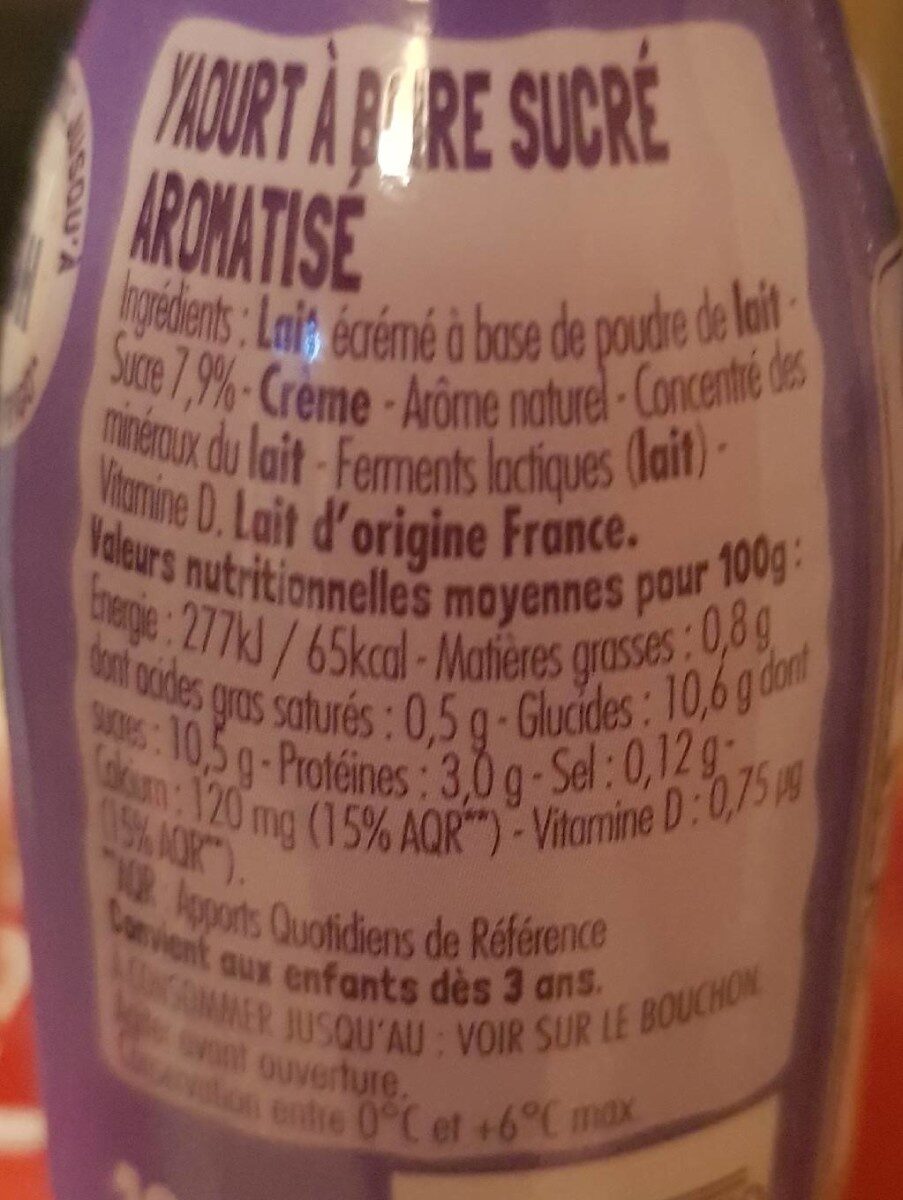 YAOURT À BOIRE SUCRÉ
AROMATISÉ
Ingrédients : Lait écrémé à base de poudre de lait -
Sucre 7,9% - Crème - Arôme naturel - Concentré des
minéraux du lait - Ferments lactiques (lait) -
Vitamine D. Lait d'origine France.
Valeurs nutritionnelles moyennes pour 100g :
Énergie : 277kJ / 65kcal - Matières grasses : 0,8 g
dont acides gras saturés : 0,5 g - Glucides : 10,6 g dont
sucres : 10,5 g - Protéines : 3,0 g - Sel : 0,12 g -
Calcium : 120 mg (15% AQR**) - Vitamine D : 0,75 µg
(15% AQR**).
**AQR : Apports Quotidiens de Référence
Convient aux enfants dès 3 ans.
A CONSOMMER JUSQU'AU : VOIR SUR LE BOUCHON
Agiter avant ouverture.
Conservation entre 0°C et +6°C max
JUSQU'À